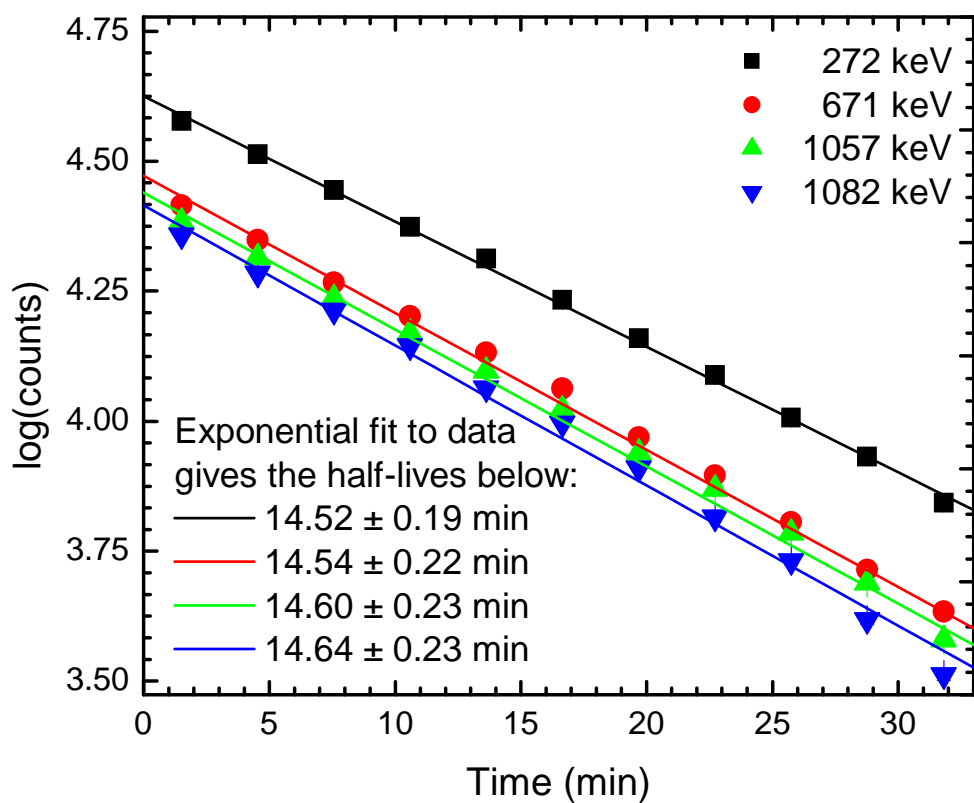 4.75
4.50
4.25
4.00
3.75
3.50
log(counts)
272 keV
671 keV
1057 keV
1082 keV
Exponential fit to data
gives the half-lives below:
14.52 ± 0.19 min
14.54 ± 0.22 min
14.60 ± 0.23 min
14.64 ± 0.23 min
0 5 10 15 20 25 30
Time (min)